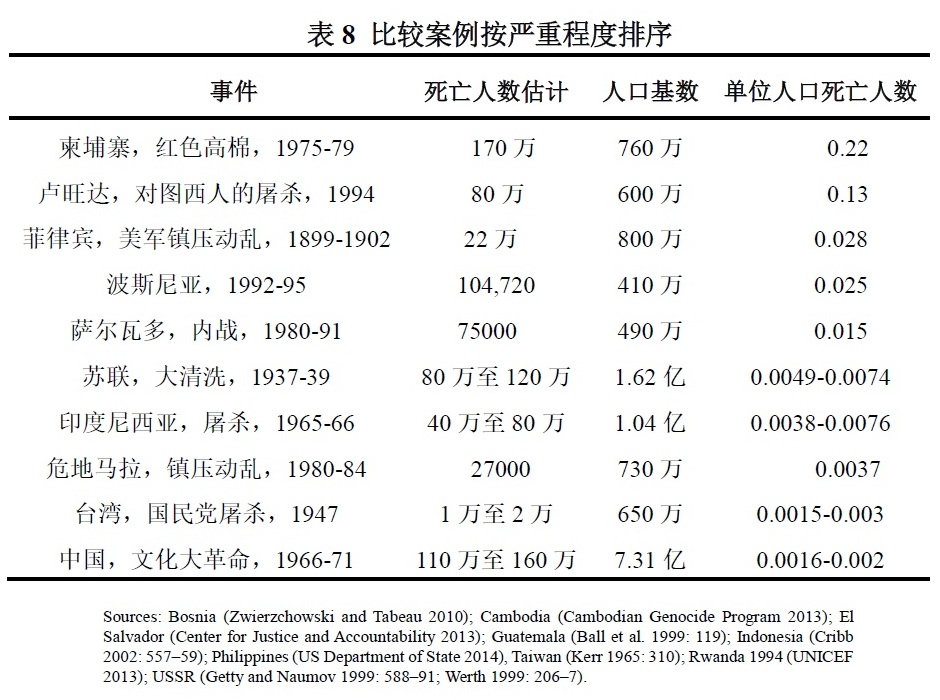 表 8 比较案例按严重程度排序
事件 死亡人数估计 人口基数 单位人口死亡人数
柬埔寨，红色高棉，1975-79 170 万 760 万 0.22
卢旺达，对图西人的屠杀，1994 80 万 600 万 0.13
菲律宾，美军镇压动乱，1899-1902 22 万 800 万 0.028
波斯尼亚，1992-95 104,720 410 万 0.025
萨尔瓦多，内战，1980-91 75000 490 万 0.015
苏联，大清洗，1937-39 80 万至 120 万 1.62 亿 0.0049-0.0074
印度尼西亚，屠杀，1965-66 40 万至 80 万 1.04 亿 0.0038-0.0076
危地马拉，镇压动乱，1980-84 27000 730 万 0.0037
台湾，国民党屠杀，1947 1 万至 2 万 650 万 0.0015-0.003
中国，文化大革命，1966-71 110 万至 160 万 7.31 亿 0.0016-0.002
Sources: Bosnia (Zwierzchowski and Tabeau 2010); Cambodia (Cambodian Genocide Program 2013); El
Salvador (Center for Justice and Accountability 2013); Guatemala (Ball et al. 1999: 119); Indonesia (Cribb
2002: 557–59); Philippines (US Department of State 2014), Taiwan (Kerr 1965: 310); Rwanda 1994 (UNICEF
2013); USSR (Getty and Naumov 1999: 588–91; Werth 1999: 206–7).